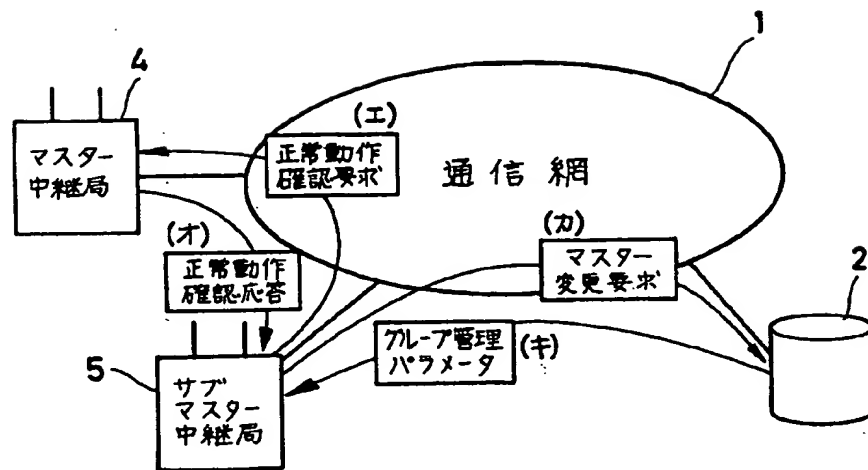 1
4
(エ)
マスター
中継局
正常動作
確認要求
通信網
(オ)
(カ)
正常動作
確認応答
マスター
変更要求
2
グループ管理
パラメータ
(キ)
5
サブ
マスター
中継局